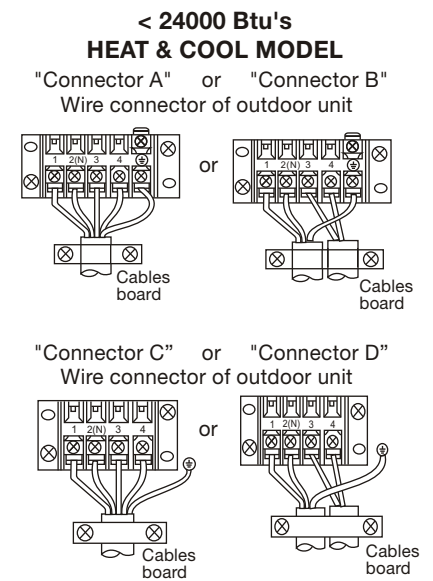 < 24000 Btu's
HEAT & COOL MODEL
"Connector A" or "Connector B"
Wire connector of outdoor unit
1 2(N) 3 4
or
1 2(N) 3 4
Cables
board
Cables
board
"Connector C” or "Connector D”
Wire connector of outdoor unit
1 2(N) 3 4
or
1 2(N) 3 4
Cables
board
Cables
board